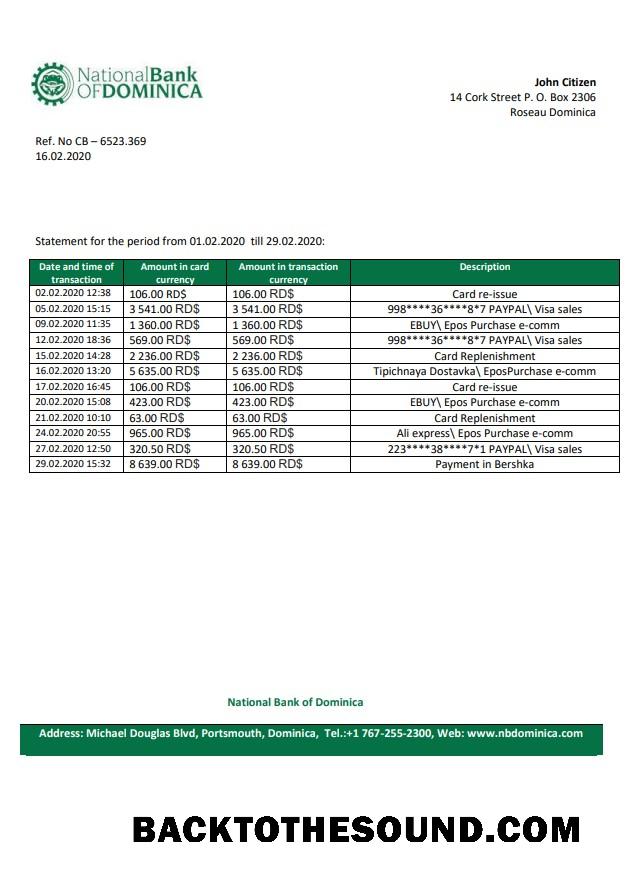 NationalBank
OFDOMINICA
John Citizen
14 Cork Street P. O. Box 2306
Roseau Dominica
Ref. No CB – 6523.369
16.02.2020
Statement for the period from 01.02.2020 till 29.02.2020:
Date and time of transaction Amount in card currency Amount in transaction currency Description
02.02.2020 12:38 106.00 RD$ 106.00 RD$ Card re-issue
05.02.2020 15:15 3 541.00 RD$ 3 541.00 RD$ 998****36****8*7 PAYPAL\ Visa sales
09.02.2020 11:35 1 360.00 RD$ 1 360.00 RD$ EBUY\ Epos Purchase e-comm
12.02.2020 18:36 569.00 RD$ 569.00 RD$ 998****36****8*7 PAYPAL\ Visa sales
15.02.2020 14:28 2 236.00 RD$ 2 236.00 RD$ Card Replenishment
16.02.2020 13:20 5 635.00 RD$ 5 635.00 RD$ Tipichnaya Dostavka\ EposPurchase e-comm
17.02.2020 16:45 106.00 RD$ 106.00 RD$ Card re-issue
20.02.2020 15:08 423.00 RD$ 423.00 RD$ EBUY\ Epos Purchase e-comm
21.02.2020 10:10 63.00 RD$ 63.00 RD$ Card Replenishment
24.02.2020 20:55 965.00 RD$ 965.00 RD$ Ali express\ Epos Purchase e-comm
27.02.2020 12:50 320.50 RD$ 320.50 RD$ 223****38****7*1 PAYPAL\ Visa sales
29.02.2020 15:32 8 639.00 RD$ 8 639.00 RD$ Payment in Bershka
National Bank of Dominica
Address: Michael Douglas Blvd, Portsmouth, Dominica, Tel.:+1 767-255-2300, Web: www.nbdominica.com
BACKTOTHESOUND.COM